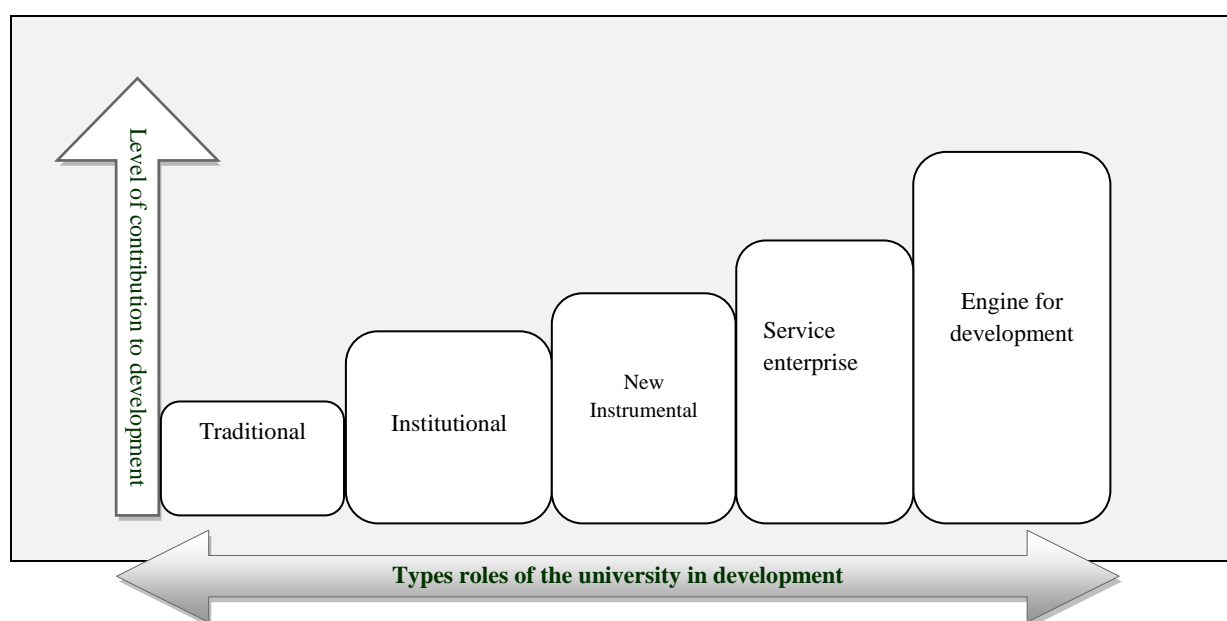 Level of contribution to development
Traditional
Institutional
New
Instrumental
Service
enterprise
Engine for
development
Types roles of the university in development